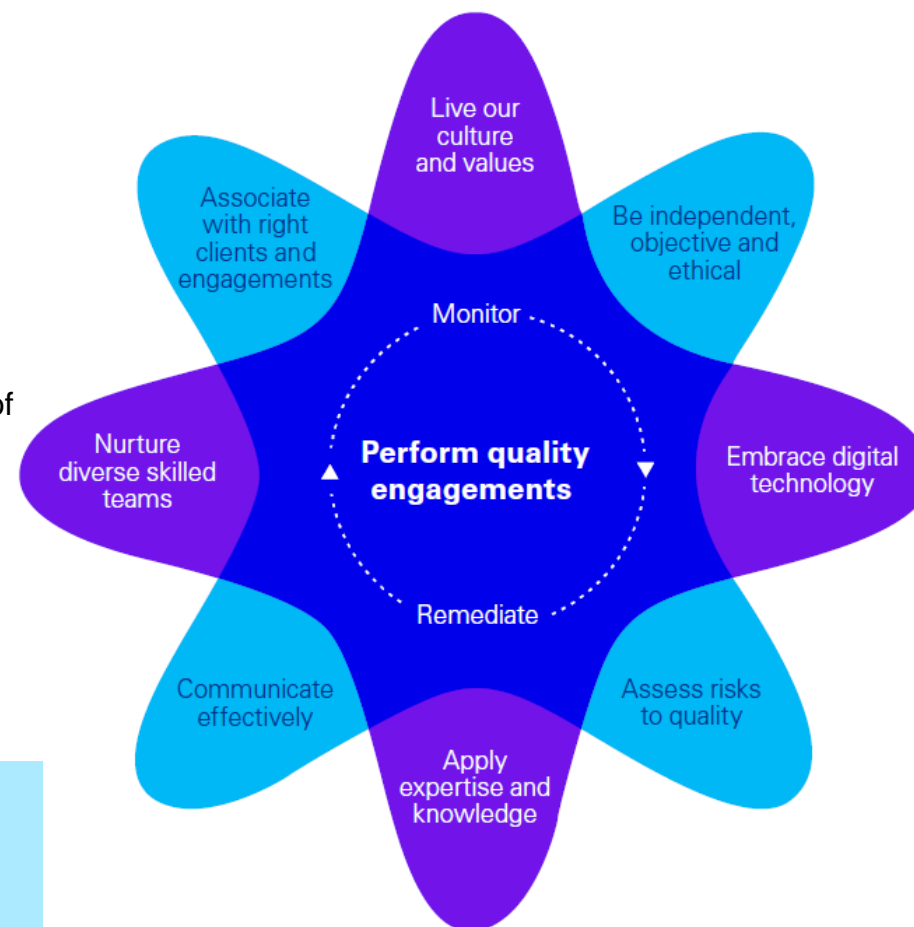 Live our
culture
and values
Associate
with right
clients and
engagements
Be independent,
objective and
ethical
Monitor
of
Nurture
diverse skilled
teams
Perform quality
engagements
Embrace digital
technology
Remediate
Communicate
effectively
Assess risks
to quality
Apply
expertise and
knowledge